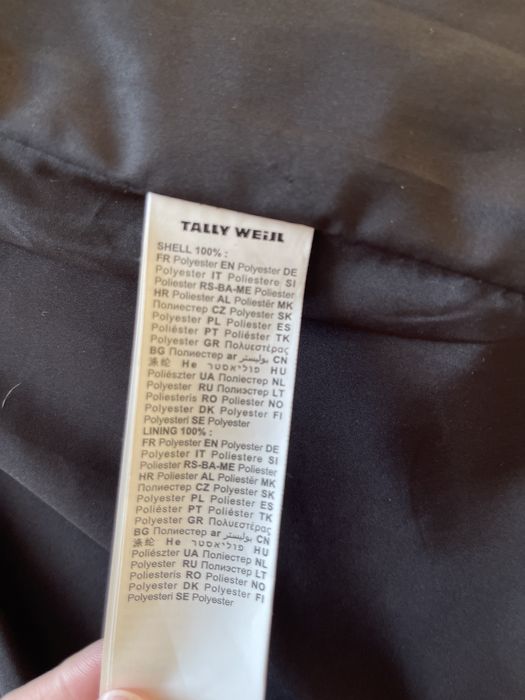 TALLY WEiJL
SHELL 100% :
FR Polyester EN Polyester DE
Polyester IT Poliestere SI
Poliester RS-BA-ME Poliester
HR Poliester AL Poliestër MK
Полиестер CZ Polyester SK
Polyester PL Poliester ES
Poliéster PT Poliéster TK
Polyester GR Πολυεστέρας
BG Полиестер ar بوليستر CN
涤纶 He פוליאסטר HU
Poliészter UA Поліестер NL
Polyester RU Полиэстер LT
Poliesteris RO Poliester NO
Polyester DK Polyester FI
Polyesteri SE Polyester
LINING 100% :
FR Polyester EN Polyester DE
Polyester IT Poliestere SI
Poliester RS-BA-ME Poliester
HR Poliester AL Poliestër MK
Полиестер CZ Polyester SK
Polyester PL Poliester ES
Poliéster PT Poliéster TK
Polyester GR Πολυεστέρας
BG Полиестер ar بوليستر CN
涤纶 He פוליאסטר HU
Poliészter UA Поліестер NL
Polyester RU Полиэстер LT
Poliesteris RO Poliester NO
Polyester DK Polyester FI
Polyesteri SE Polyester